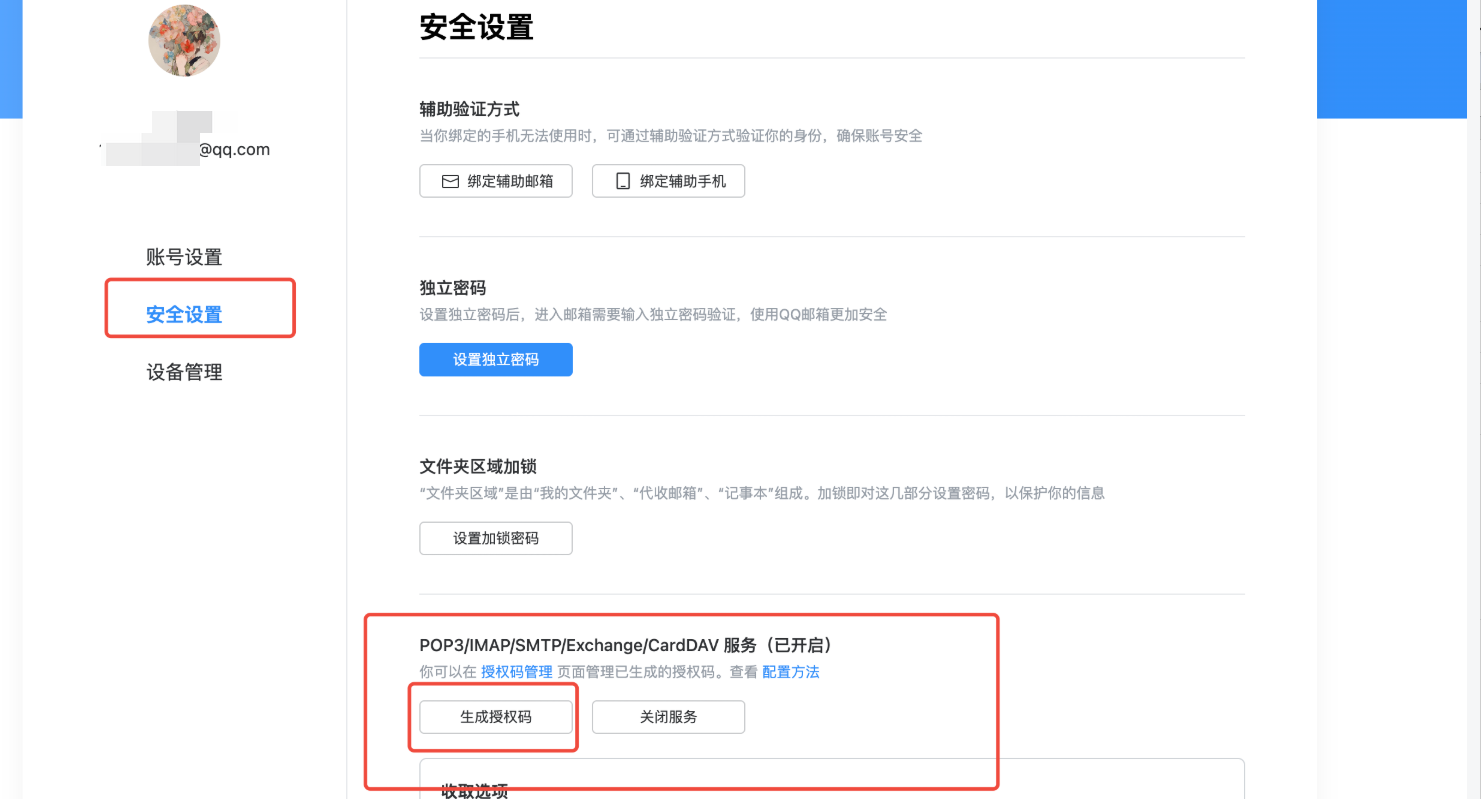 @qq.com
账号设置
安全设置
设备管理
安全设置
辅助验证方式
当你绑定的手机无法使用时，可通过辅助验证方式验证你的身份，确保账号安全
绑定辅助邮箱
绑定辅助手机
独立密码
设置独立密码后，进入邮箱需要输入独立密码验证，使用QQ邮箱更加安全
设置独立密码
文件夹区域加锁
“文件夹区域”是由“我的文件夹”、“代收邮箱”、“记事本”组成。加锁即对这几部分设置密码，以保护你的信息
设置加锁密码
POP3/IMAP/SMTP/Exchange/CardDAV 服务（已开启）
你可以在 授权码管理 页面管理已生成的授权码。查看 配置方法
生成授权码
关闭服务
收取选项